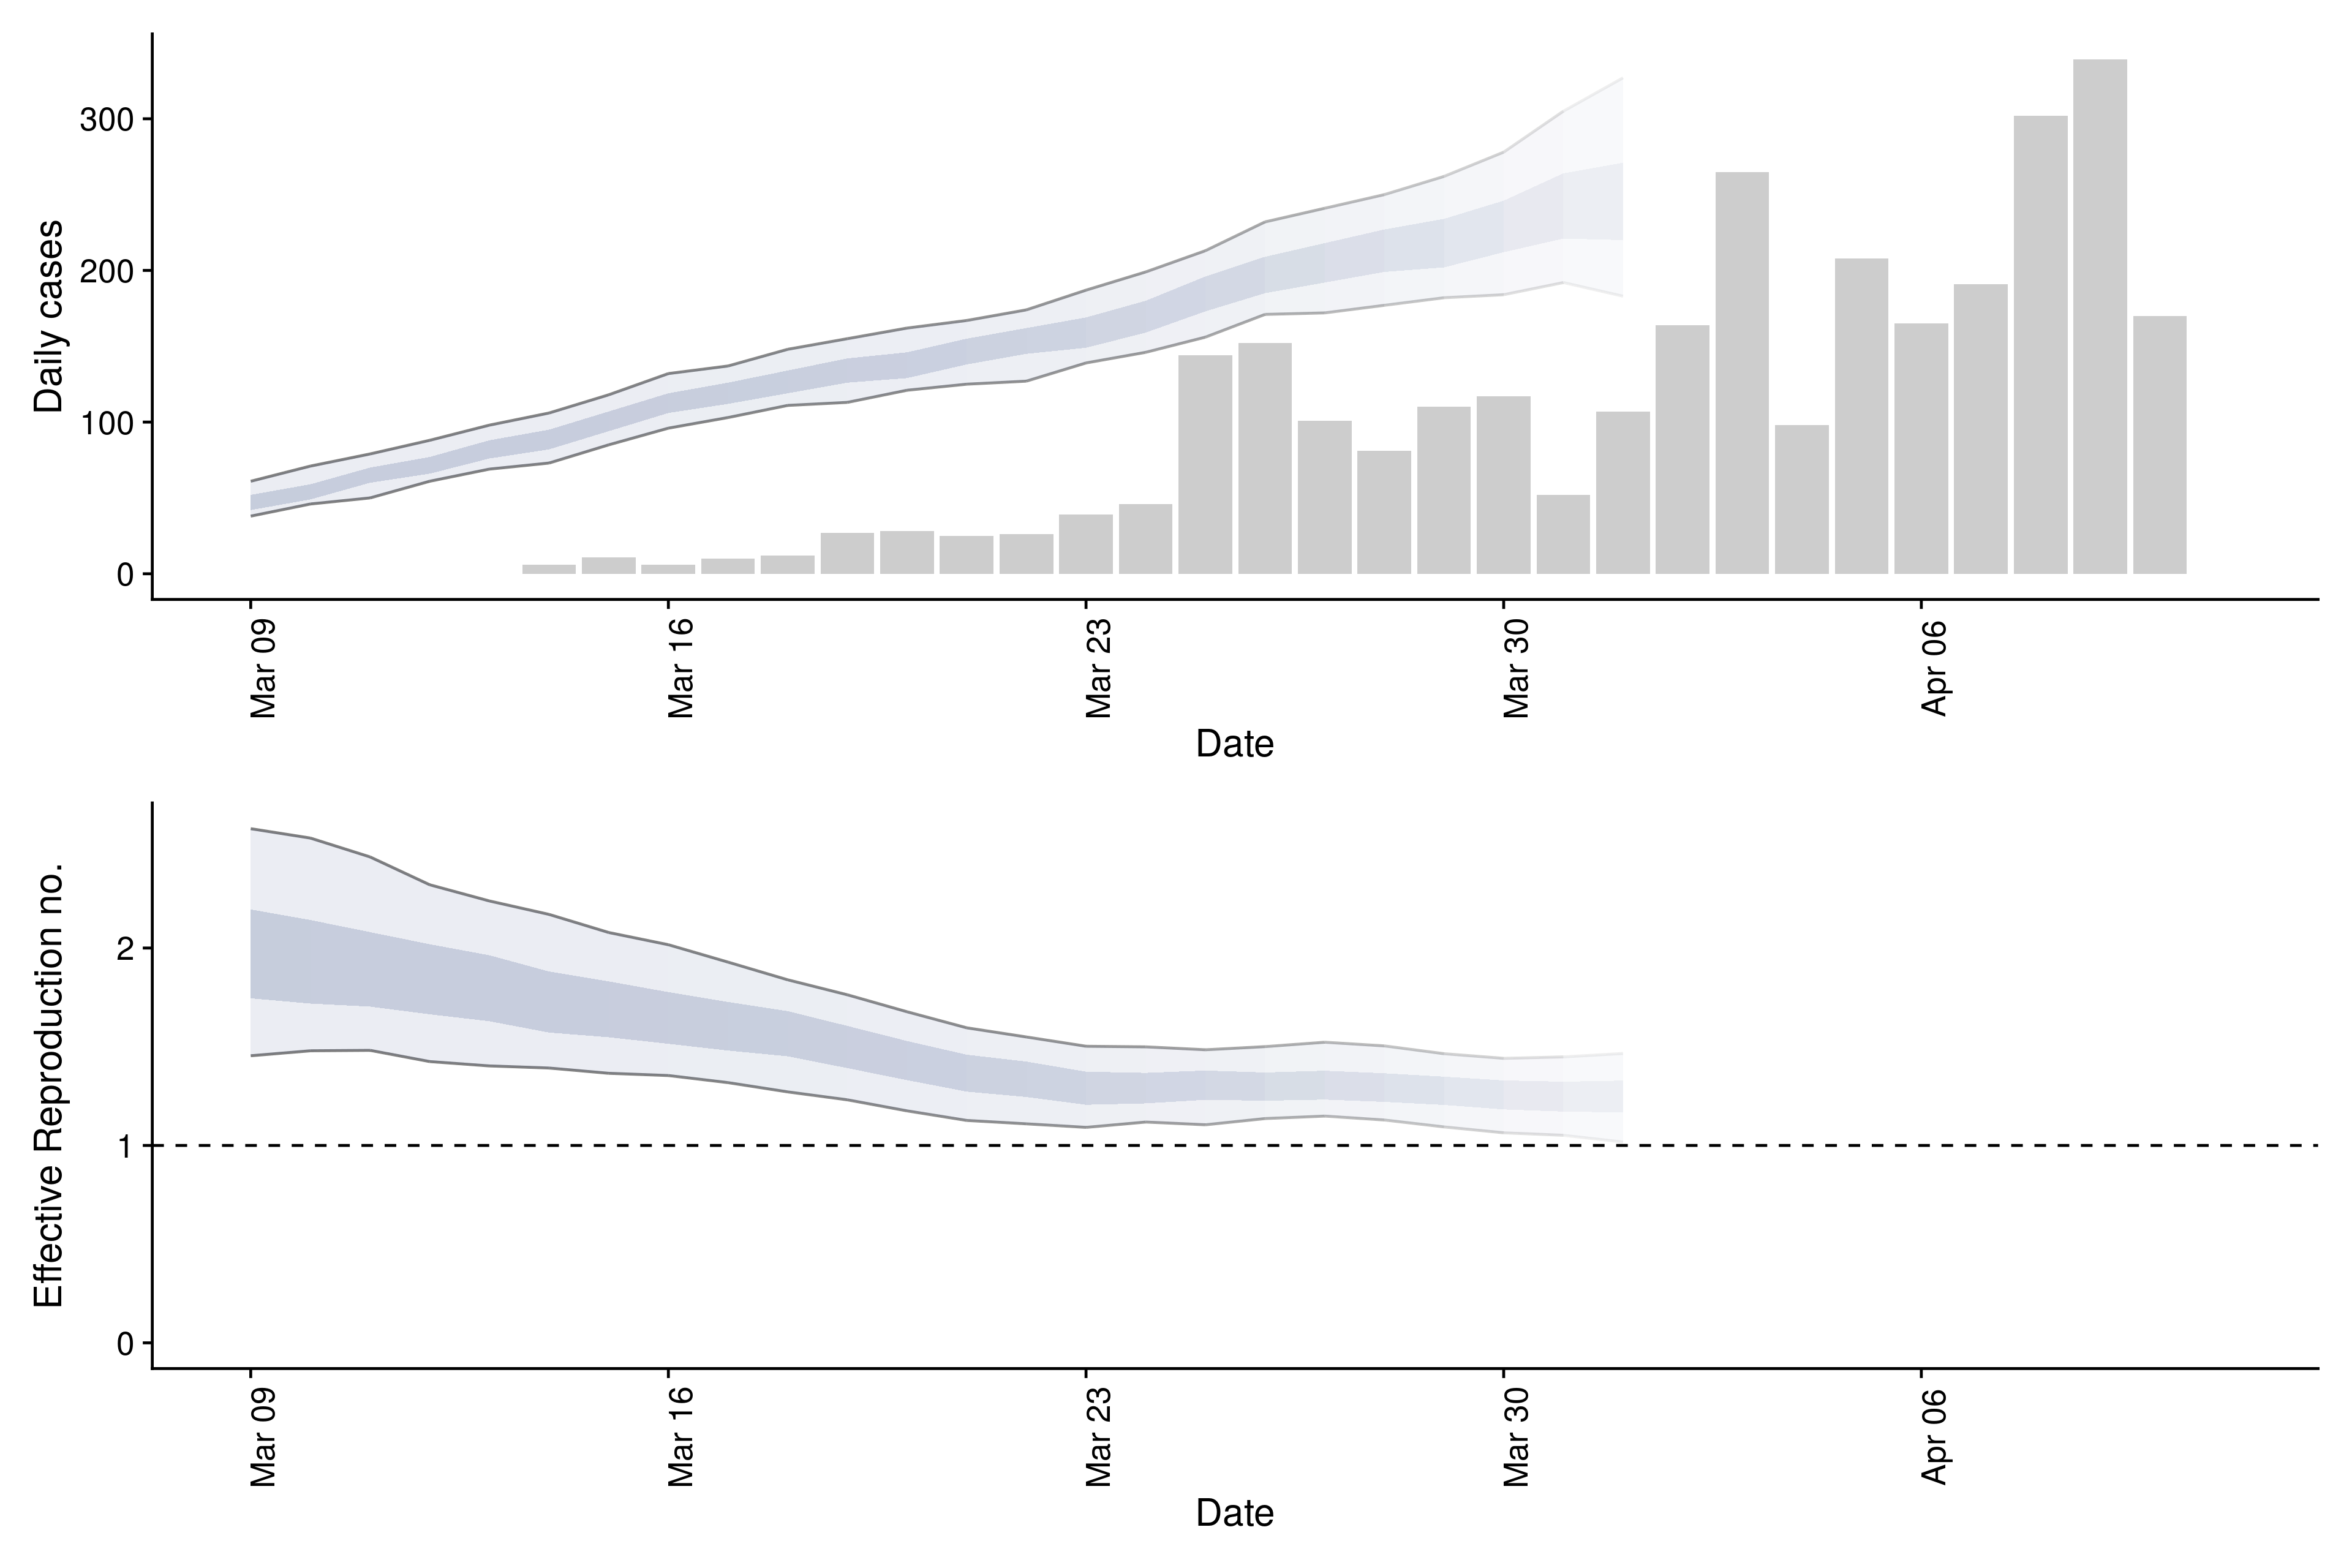 Daily cases
300
200
100
0
Mar 09
Mar 16
Mar 23
Mar 30
Apr 06
Date
Effective Reproduction no.
2
1
0
Mar 09
Mar 16
Mar 23
Mar 30
Apr 06
Date